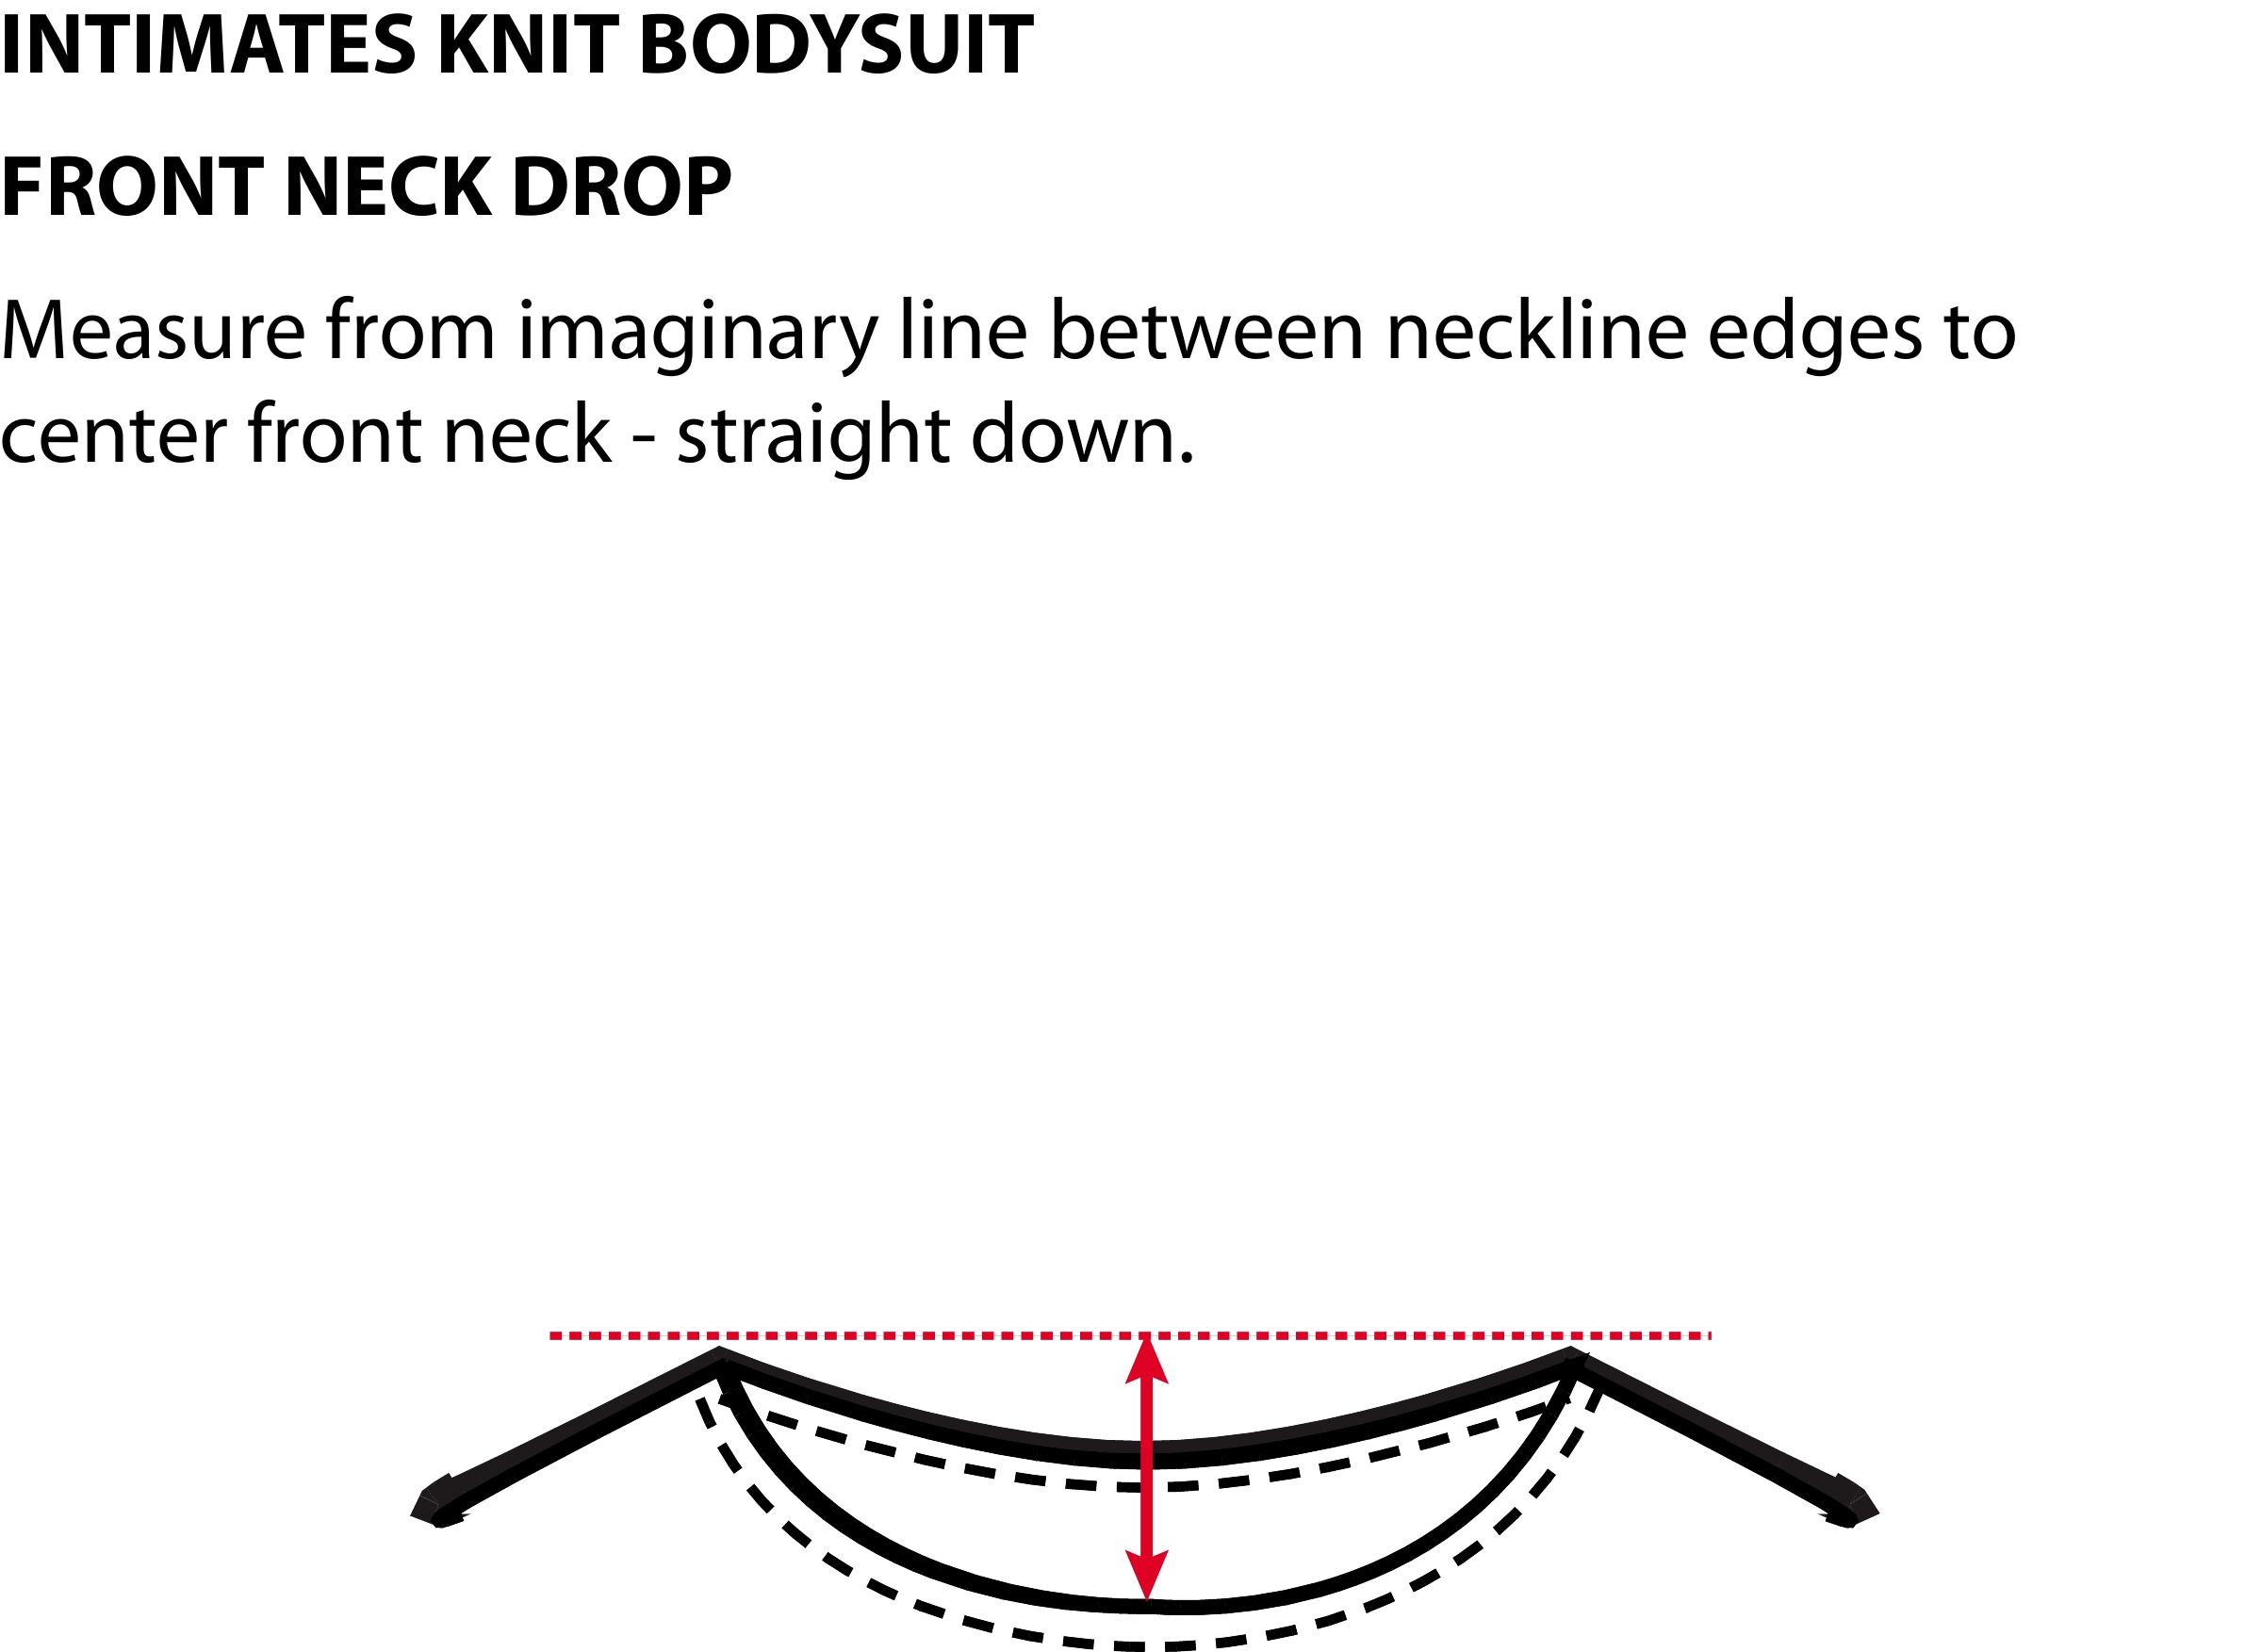 INTIMATES KNIT BODYSUIT
FRONT NECK DROP
Measure from imaginary line between neckline edges to
center front neck - straight down.